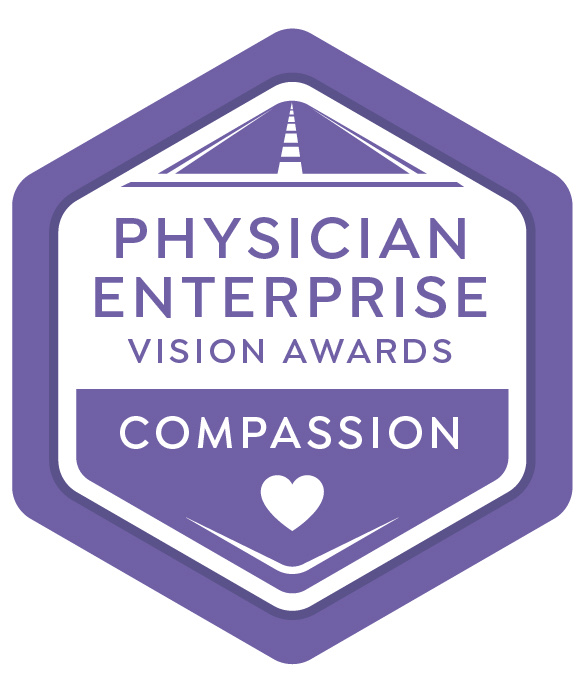 PHYSICIAN
ENTERPRISE
VISION AWARDS
COMPASSION